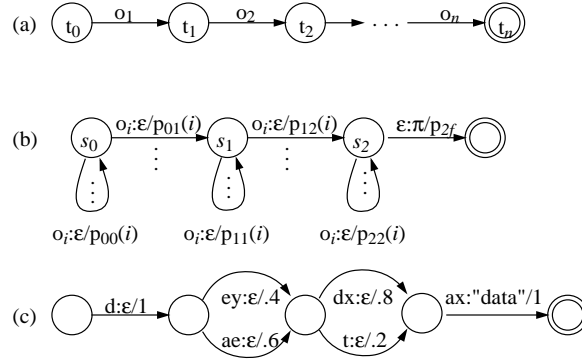 (a) t0 o1 t1 o2 t2 . . . on tn
(b) s0 oi:ε/p01(i) s1 oi:ε/p12(i) s2 ε:π/p2f
oi:ε/p00(i) oi:ε/p11(i) oi:ε/p22(i)
(c) d:ε/1 ey:ε/.4 dx:ε/.8 ax:"data"/1
ae:ε/.6 t:ε/.2